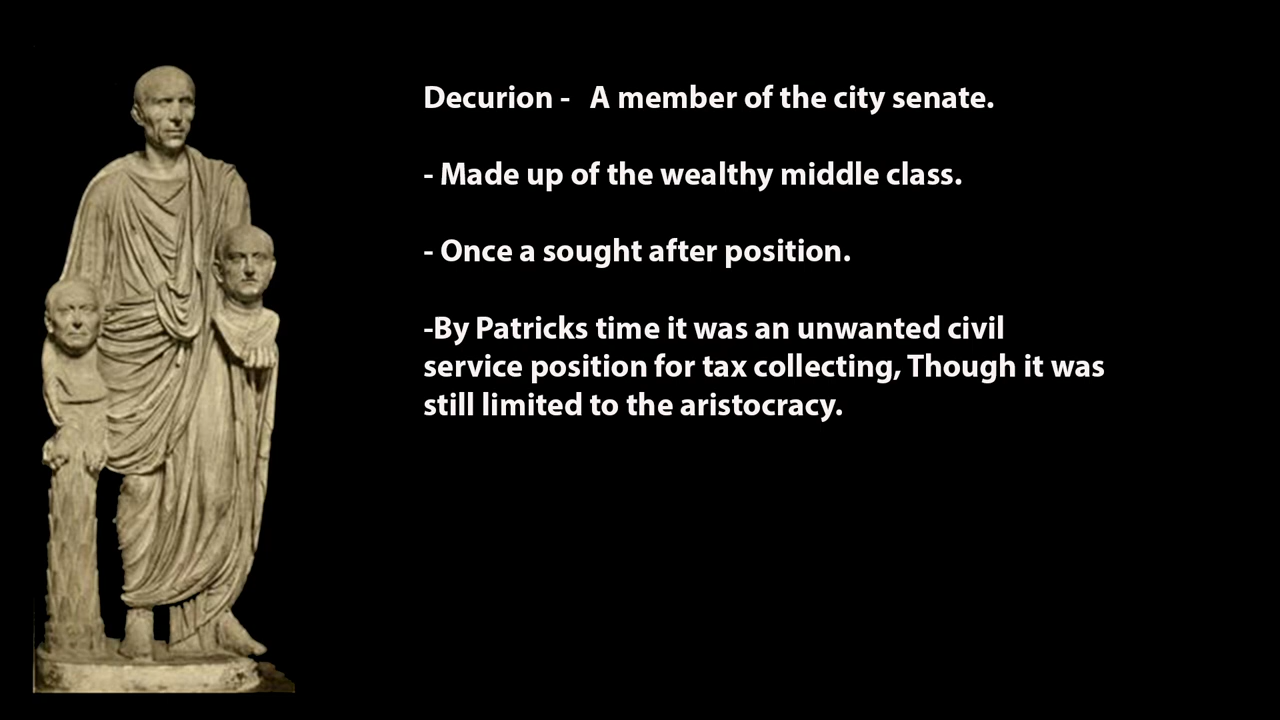 Decurion -   A member of the city senate.
- Made up of the wealthy middle class.
- Once a sought after position.
-By Patricks time it was an unwanted civil
service position for tax collecting, Though it was
still limited to the aristocracy.